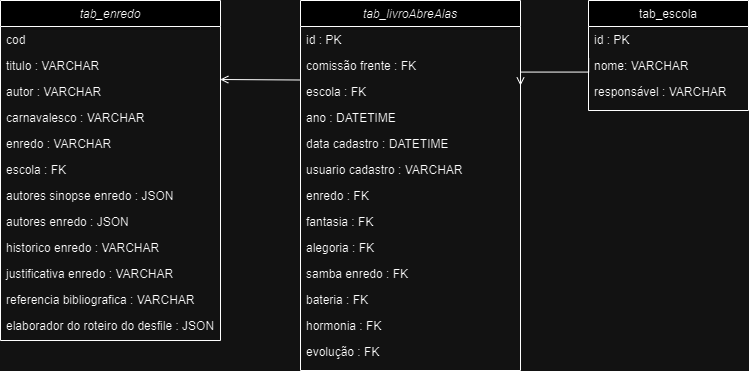 tab_enredo
cod
titulo : VARCHAR
autor : VARCHAR
carnavalesco : VARCHAR
enredo : VARCHAR
escola : FK
autores sinopse enredo : JSON
autores enredo : JSON
historico enredo : VARCHAR
justificativa enredo : VARCHAR
referencia bibliografica : VARCHAR
elaborador do roteiro do desfile : JSON
tab_livroAbreAlas
id : PK
comissão frente : FK
escola : FK
ano : DATETIME
data cadastro : DATETIME
usuario cadastro : VARCHAR
enredo : FK
fantasia : FK
alegoria : FK
samba enredo : FK
bateria : FK
hormonia : FK
evolução : FK
tab_escola
id : PK
nome: VARCHAR
responsável : VARCHAR